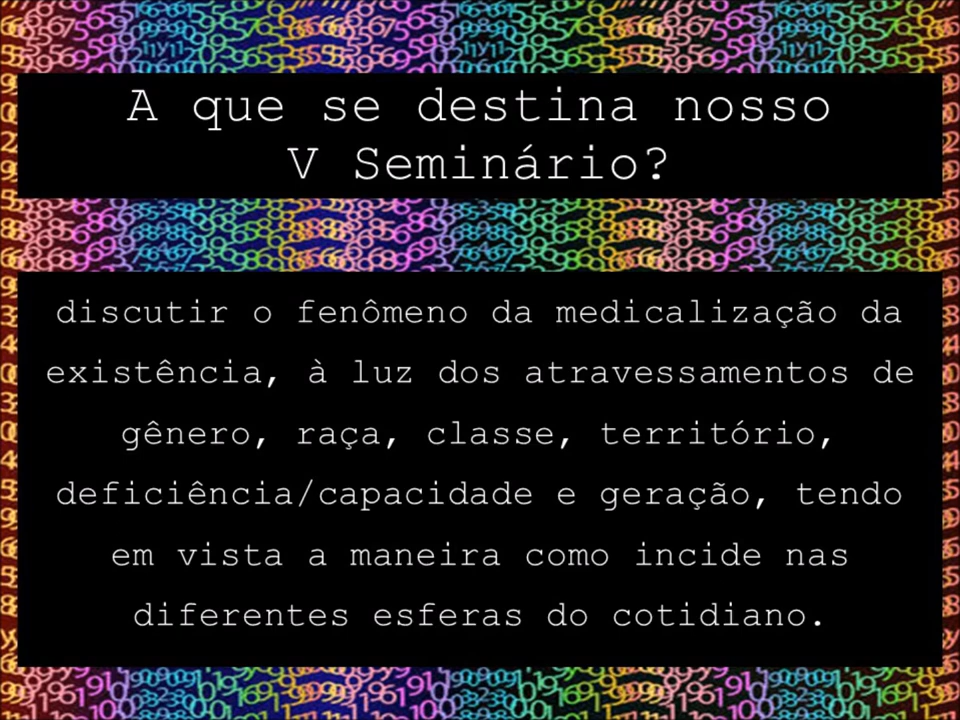 A que se destina nosso
V Seminário?
discutir o fenômeno da medicalização da
existência, à luz dos atravessamentos de
gênero, raça, classe, território,
deficiência/capacidade e geração, tendo
em vista a maneira como incide nas
diferentes esferas do cotidiano.